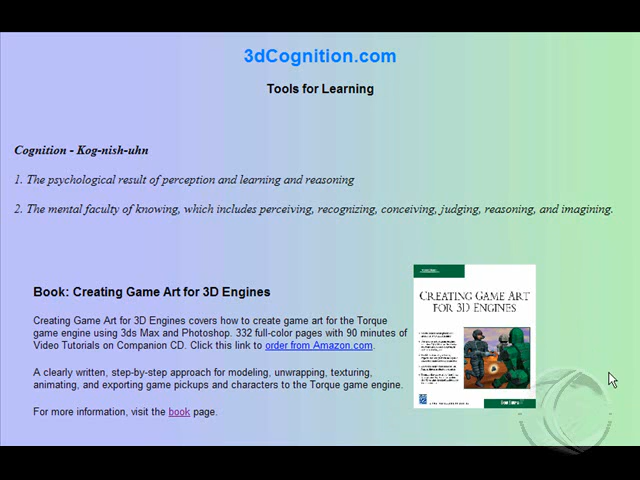 3dCognition.com
Tools for Learning
Cognition - Kog-nish-uhn
1. The psychological result of perception and learning and reasoning
2. The mental faculty of knowing, which includes perceiving, recognizing, conceiving, judging, reasoning, and imagining.
Book: Creating Game Art for 3D Engines
Creating Game Art for 3D Engines covers how to create game art for the Torque
game engine using 3ds Max and Photoshop. 332 full-color pages with 90 minutes of
Video Tutorials on Companion CD. Click this link to order from Amazon.com.
A clearly written, step-by-step approach for modeling, unwrapping, texturing,
animating, and exporting game pickups and characters to the Torque game engine.
For more information, visit the book page.
CREATING GAME ART
FOR 3D ENGINES